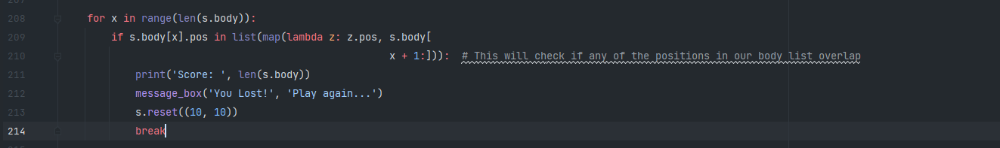 208 for x in range(len(s.body)):
209 if s.body[x].pos in list(map(lambda z: z.pos, s.body[
210 x + 1:])): # This will check if any of the positions in our body list overlap
211 print('Score: ', len(s.body))
212 message_box('You Lost!', 'Play again...')
213 s.reset((10, 10))
214 break